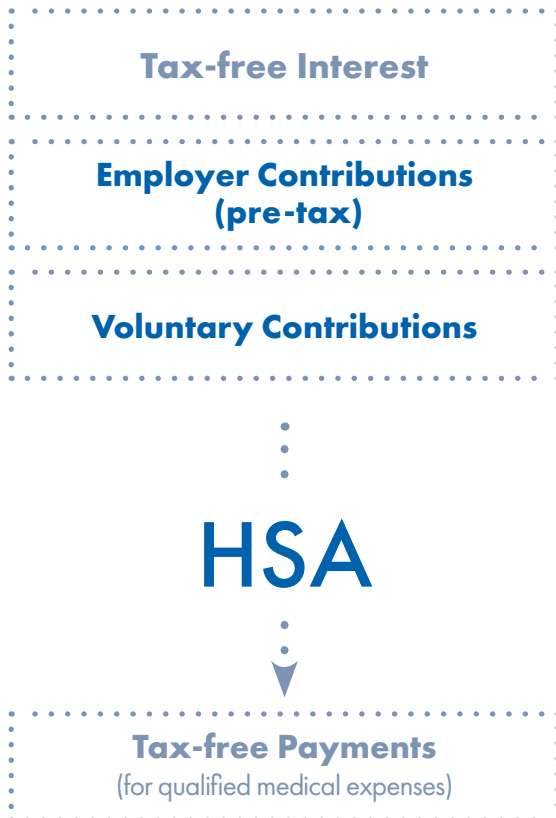 Tax-free Interest
Employer Contributions
(pre-tax)
Voluntary Contributions
HSA
Tax-free Payments
(for qualified medical expenses)